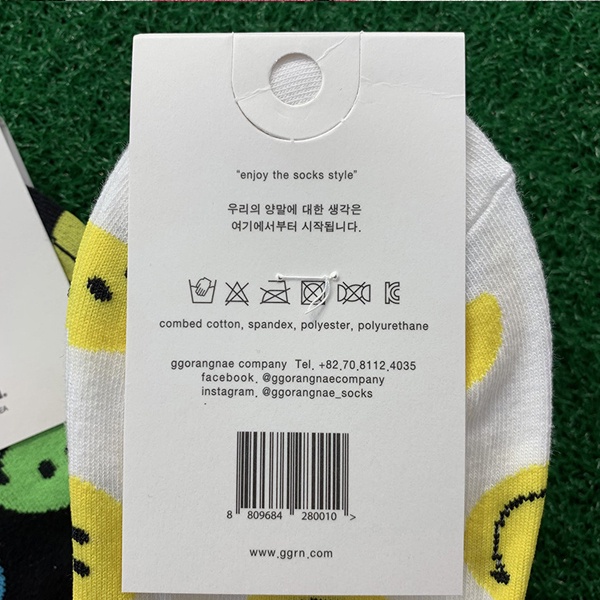 "enjoy the socks style"
우리의 양말에 대한 생각은
여기에서부터 시작됩니다.
combed cotton, spandex, polyester, polyurethane
ggorangnae company Tel. +82.70.8112.4035
facebook. @ggorangnaecompany
instagram. @ggorangnae_socks
8 809684 280010 >
www.ggrn.com